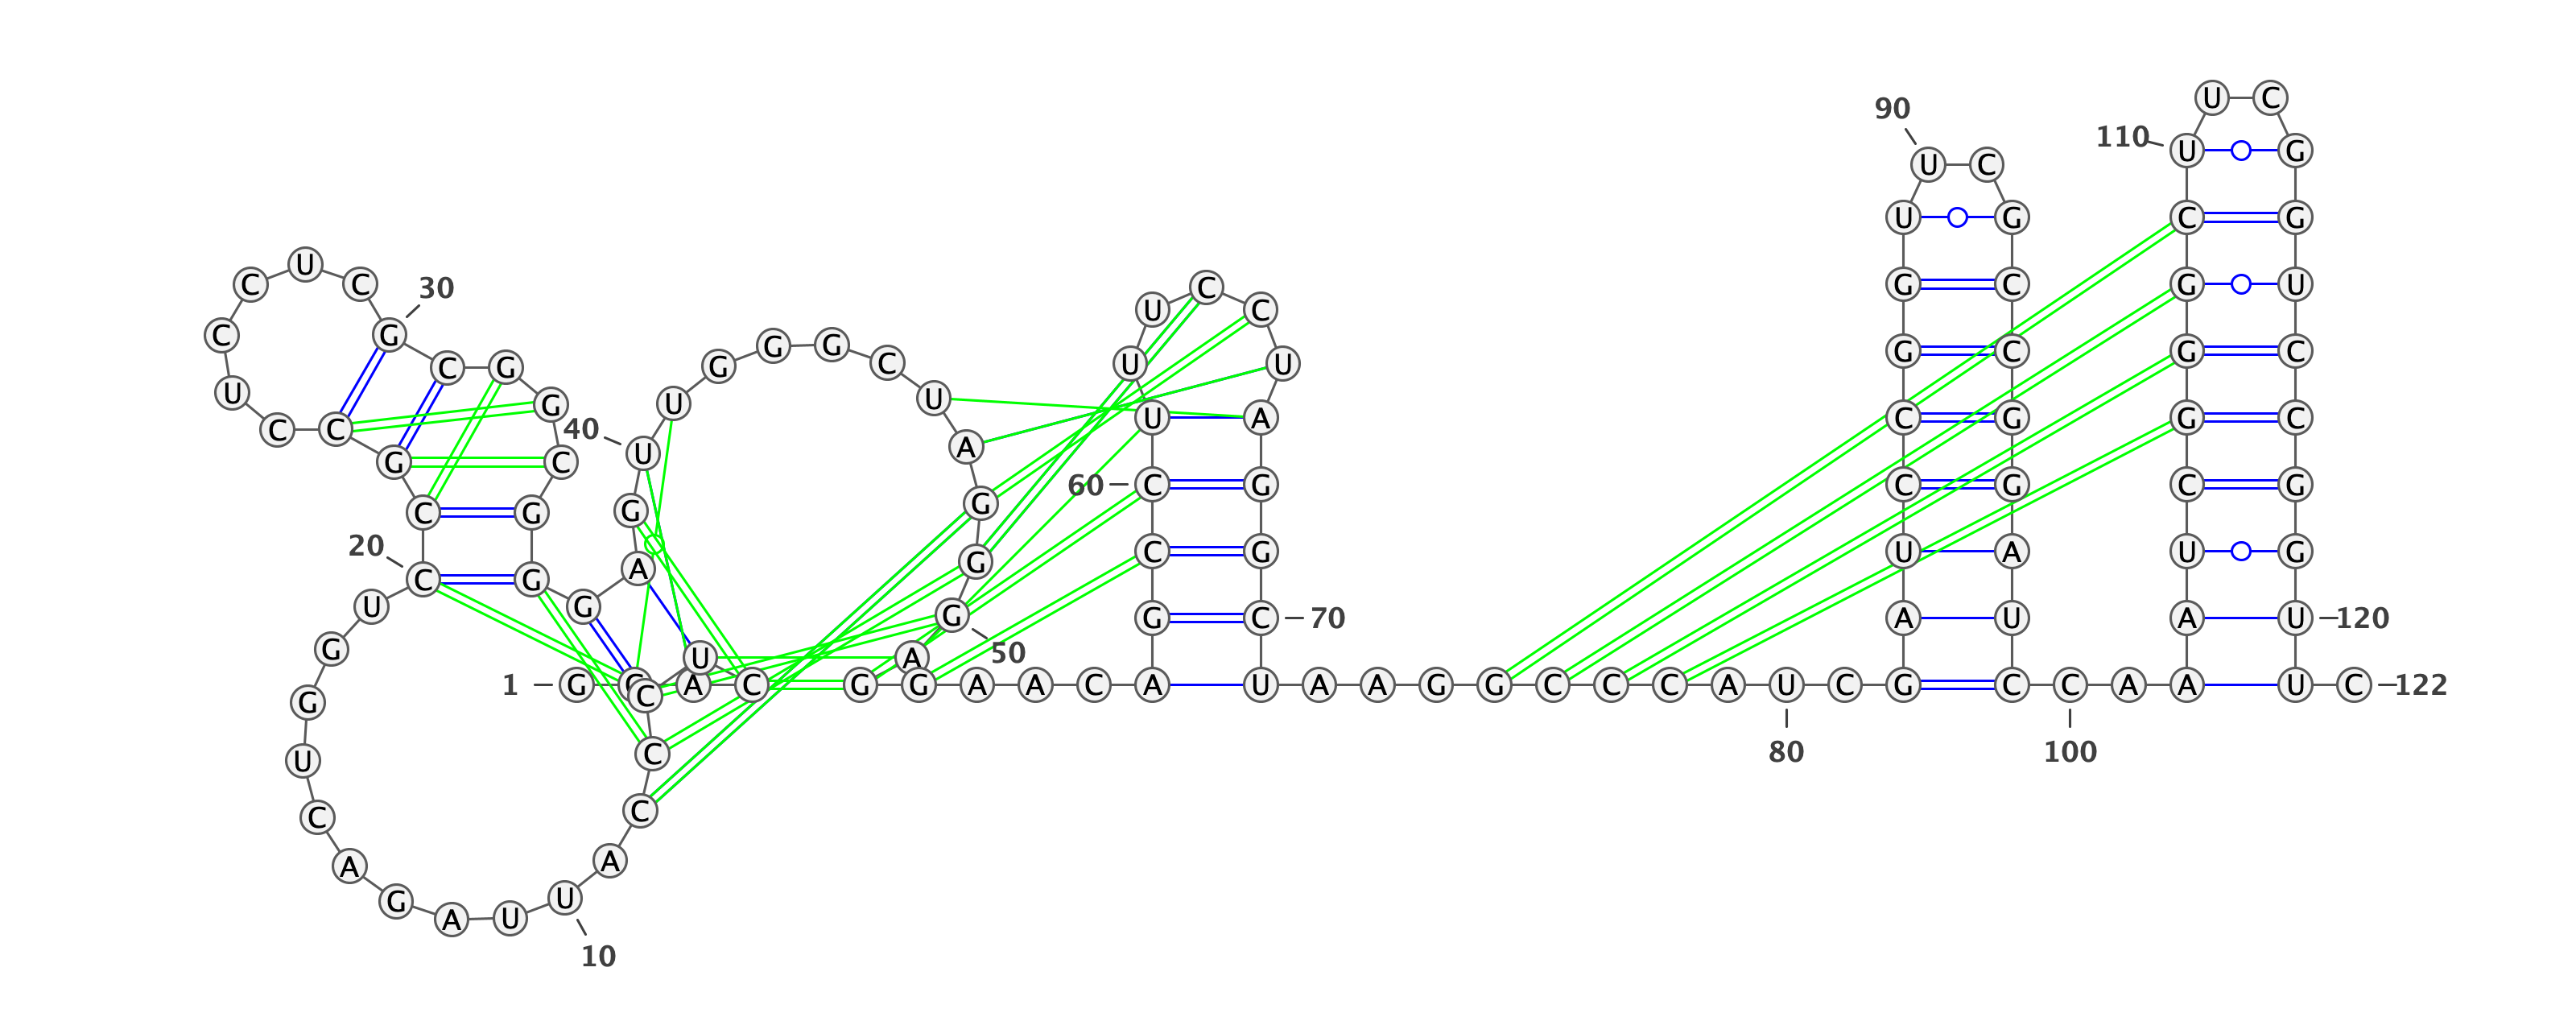 U C
90
110 U G
U C
U G C G
U
C C 30 C G C G U
U C
C G G G G C G C
C G G C U U
U G U U
U A C G G C
C C 40 U A
G C
60 C G C G C G
C G G G
20 C G U A U G
G A
C G
U G G
G C 70 A U A U 120
G U A 50
1 G G A C G G A A C A U A A G G C C C A U C G C C A A U C 122
G C
U C 80 100
C C
A A
G U
A U
10